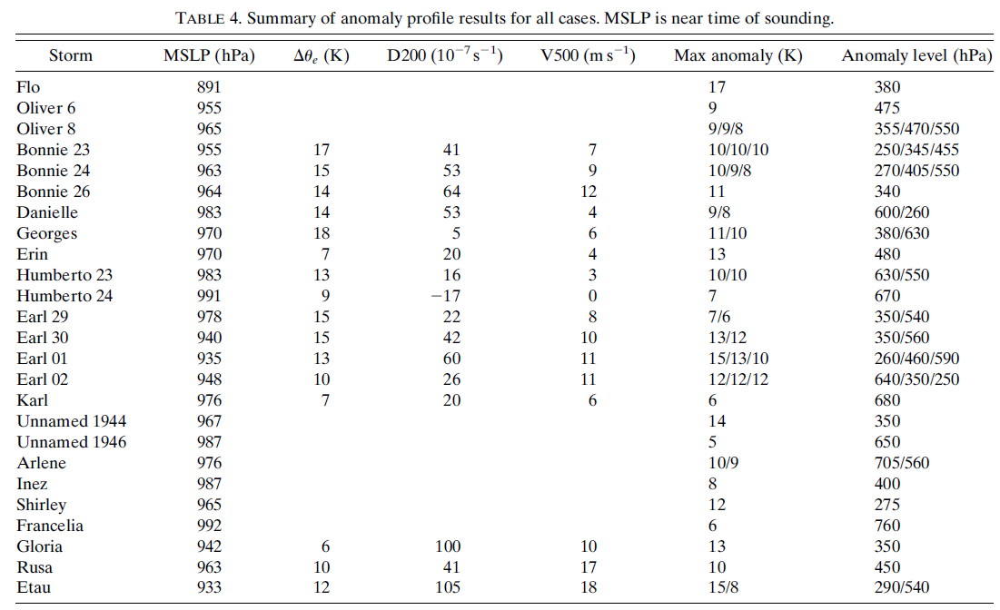 TABLE 4. Summary of anomaly profile results for all cases. MSLP is near time of sounding.
Storm MSLP (hPa) Δθe (K) D200 (10−7 s−1) V500 (m s−1) Max anomaly (K) Anomaly level (hPa)
Flo 891 17 380
Oliver 6 955 9 475
Oliver 8 965 9/9/8 355/470/550
Bonnie 23 955 17 41 7 10/10/10 250/345/455
Bonnie 24 963 15 53 9 10/9/8 270/405/550
Bonnie 26 964 14 64 12 11 340
Danielle 983 14 53 4 9/8 600/260
Georges 970 18 5 6 11/10 380/630
Erin 970 7 20 4 13 480
Humberto 23 983 13 16 3 10/10 630/550
Humberto 24 991 9 −17 0 7 670
Earl 29 978 15 22 8 7/6 350/540
Earl 30 940 15 42 10 13/12 350/560
Earl 01 935 13 60 11 15/13/10 260/460/590
Earl 02 948 10 26 11 12/12/12 640/350/250
Karl 976 7 20 6 6 680
Unnamed 1944 967 14 350
Unnamed 1946 987 5 650
Arlene 976 10/9 705/560
Inez 987 8 400
Shirley 965 12 275
Francelia 992 6 760
Gloria 942 6 100 10 13 350
Rusa 963 10 41 17 10 450
Etau 933 12 105 18 15/8 290/540